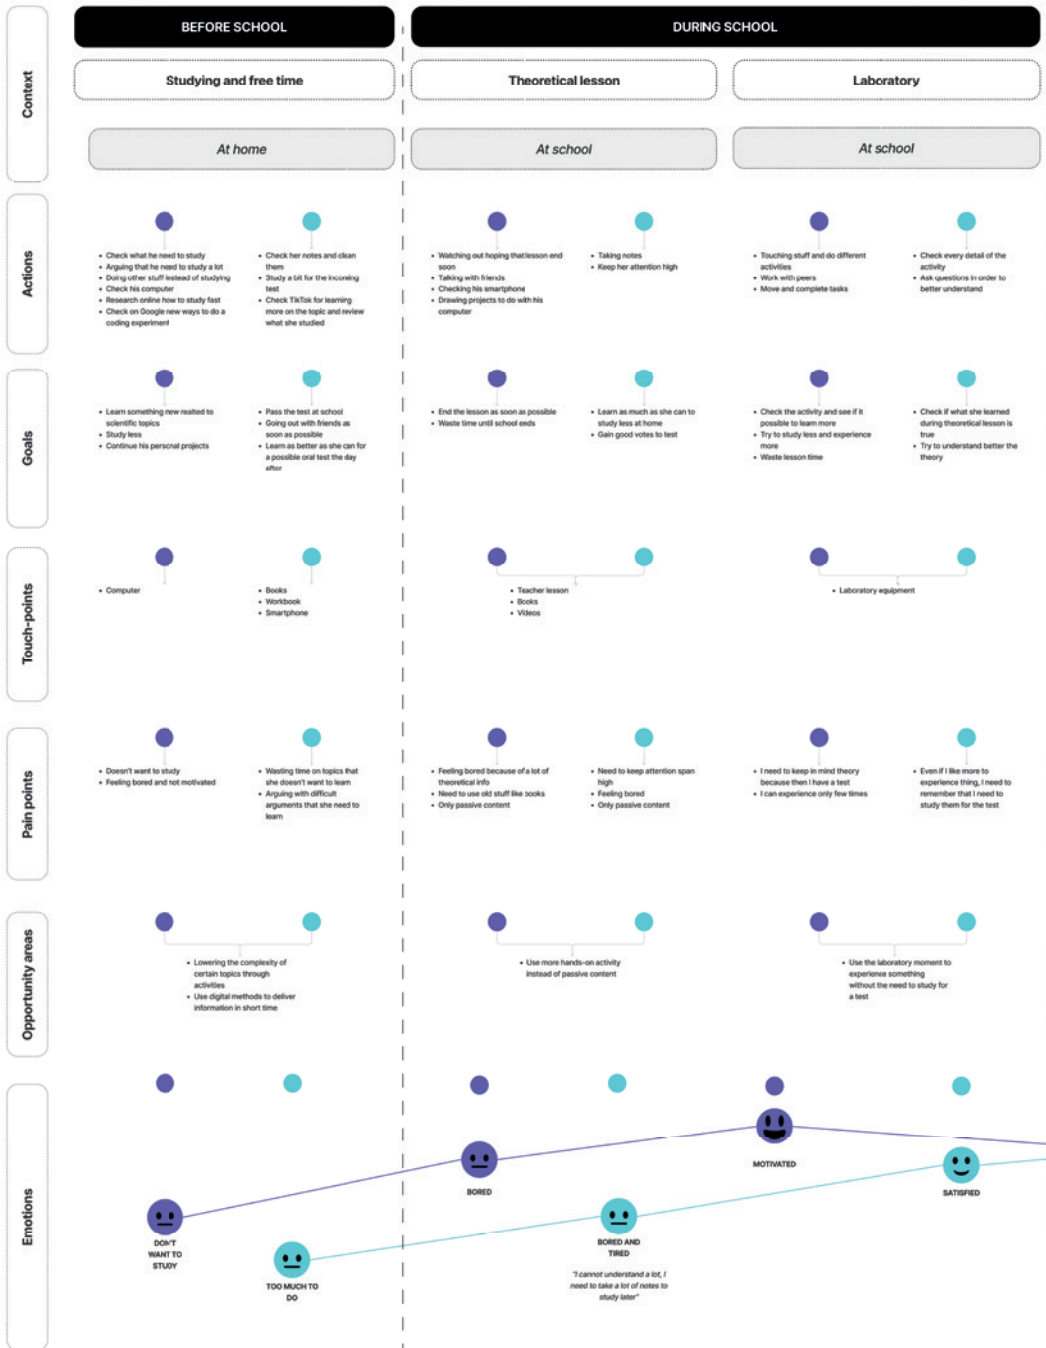 BEFORE SCHOOL
DURING SCHOOL
Context
Studying and free time
Theoretical lesson
Laboratory
At home
At school
At school
Actions
• Check what he need to study
• Arguing that he need to study a lot
• Doing other stuff instead of studying
• Check his computer
• Research online how to study fast
• Check on Google new ways to do a
coding experiment
• Check her notes and clean
them
• Study a bit for the incoming
test
• Check TikTok for learning
more on the topic and review
what she studied
• Watching out hoping that lesson end
soon
• Talking with friends
• Checking his smartphone
• Drawing projects to do with his
computer
• Taking notes
• Keep her attention high
• Touching stuff and do different
activities
• Work with peers
• Move and complete tasks
• Check every detail of the
activity
• Ask questions in order to
better understand
Goals
• Learn something new realted to
scientific topics
• Study less
• Continue his personal projects
• Pass the test at school
• Going out with friends as
soon as possible
• Learn as better as she can for
a possible oral test the day
after
• End the lesson as soon as possible
• Waste time until school ends
• Learn as much as she can to
study less at home
• Gain good votes to test
• Check the activity and see if it
possible to learn more
• Try to study less and experience
more
• Waste lesson time
• Check if what she learned
during theoretical lesson is
true
• Try to understand better the
theory
Touch-points
• Computer
• Books
• Workbook
• Smartphone
• Teacher lesson
• Books
• Videos
• Laboratory equipment
Pain points
• Doesn't want to study
• Feeling bored and not motivated
• Wasting time on topics that
she doesn't want to learn
• Arguing with difficult
arguments that she need to
learn
• Feeling bored because of a lot of
theoretical info
• Need to use old stuff like books
• Only passive content
• Need to keep attention span
high
• Feeling bored
• Only passive content
• I need to keep in mind theory
because then I have a test
• I can experience only few times
• Even if I like more to
experience thing, I need to
remember that I need to
study them for the test
Opportunity areas
• Lowering the complexity of
certain topics through
activities
• Use digital methods to deliver
information in short time
• Use more hands-on activity
instead of passive content
• Use the laboratory moment to
experience something
without the need to study for
a test
Emotions
DON'T
WANT TO
STUDY
TOO MUCH TO
DO
BORED
BORED AND
TIRED
"I cannot understand a lot, I
need to take a lot of notes to
study later"
MOTIVATED
SATISFIED